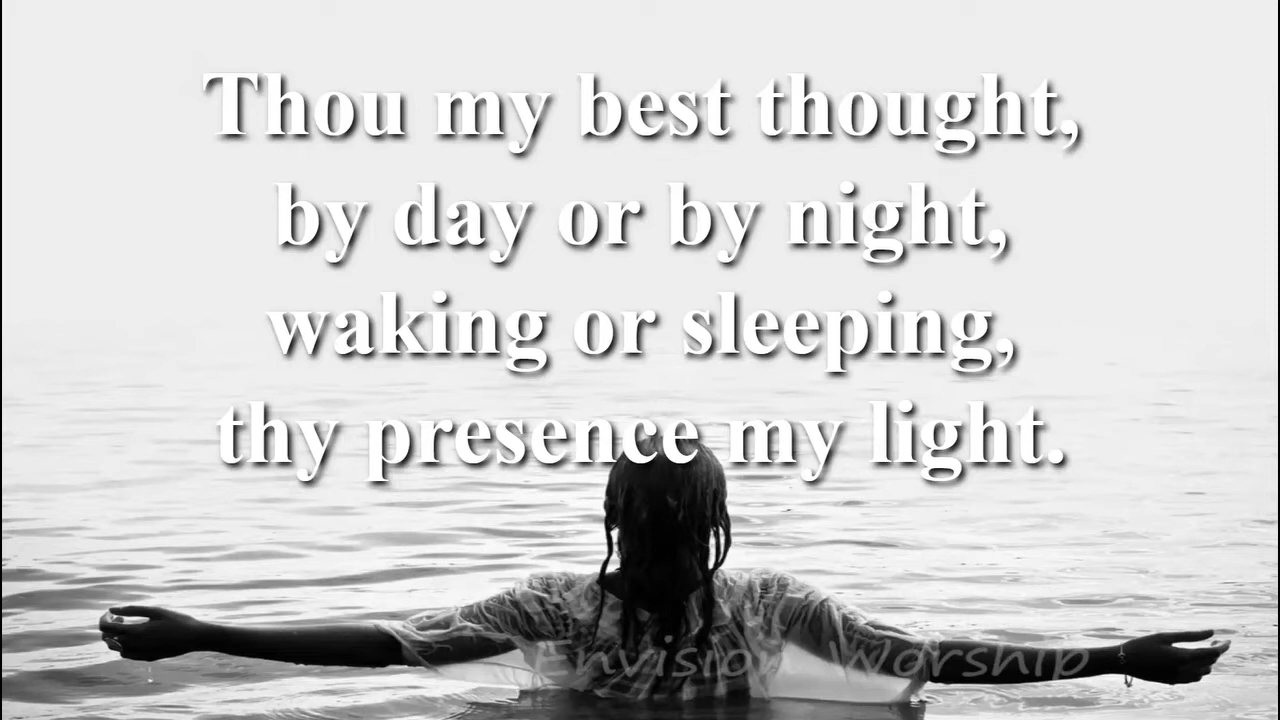 Thou my best thought,
by day or by night,
waking or sleeping,
thy presence my light.
Envision Worship